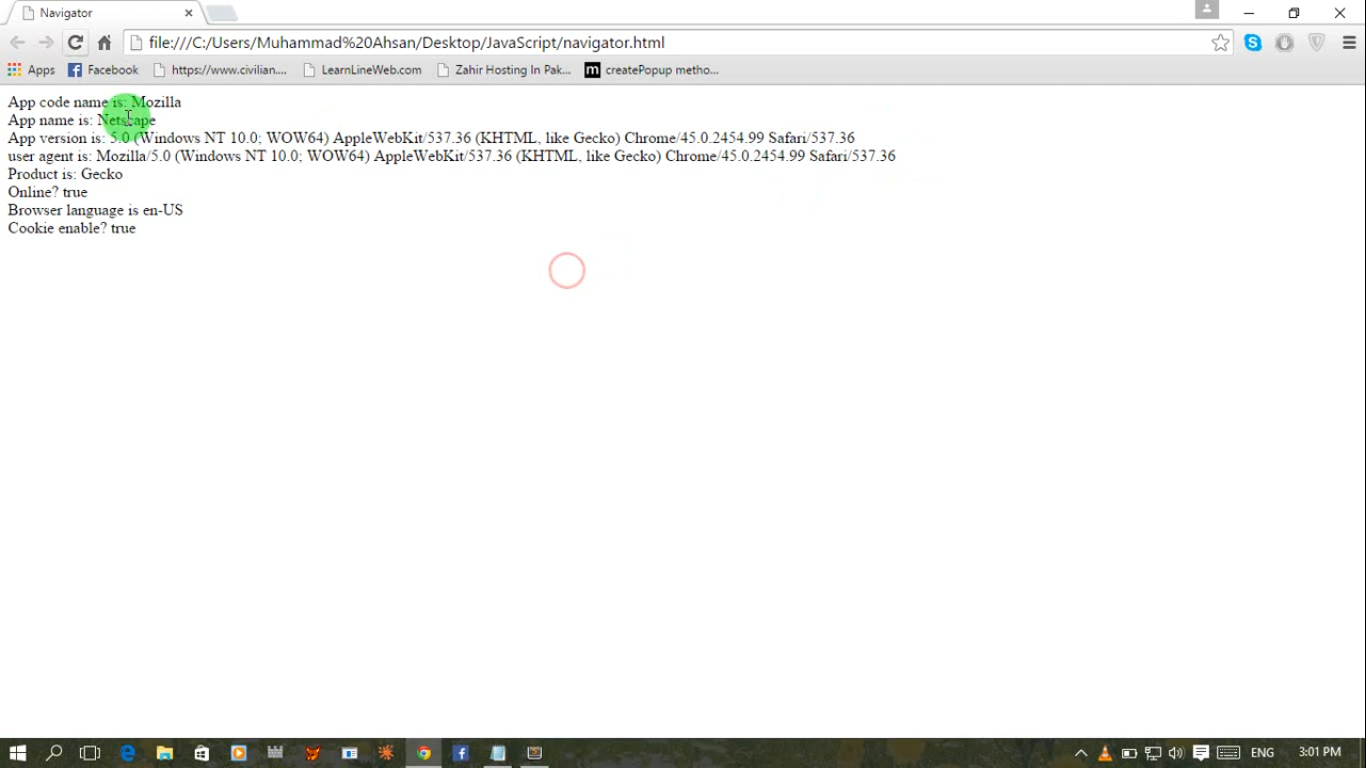 Navigator
file:///C:/Users/Muhammad%20Ahsan/Desktop/JavaScript/navigator.html
Apps Facebook https://www.civilian.... LearnLineWeb.com Zahir Hosting In Pak... m createPopup metho...
App code name is: Mozilla
App name is: Netscape
App version is: 5.0 (Windows NT 10.0; WOW64) AppleWebKit/537.36 (KHTML, like Gecko) Chrome/45.0.2454.99 Safari/537.36
user agent is: Mozilla/5.0 (Windows NT 10.0; WOW64) AppleWebKit/537.36 (KHTML, like Gecko) Chrome/45.0.2454.99 Safari/537.36
Product is: Gecko
Online? true
Browser language is en-US
Cookie enable? true
ENG 3:01 PM